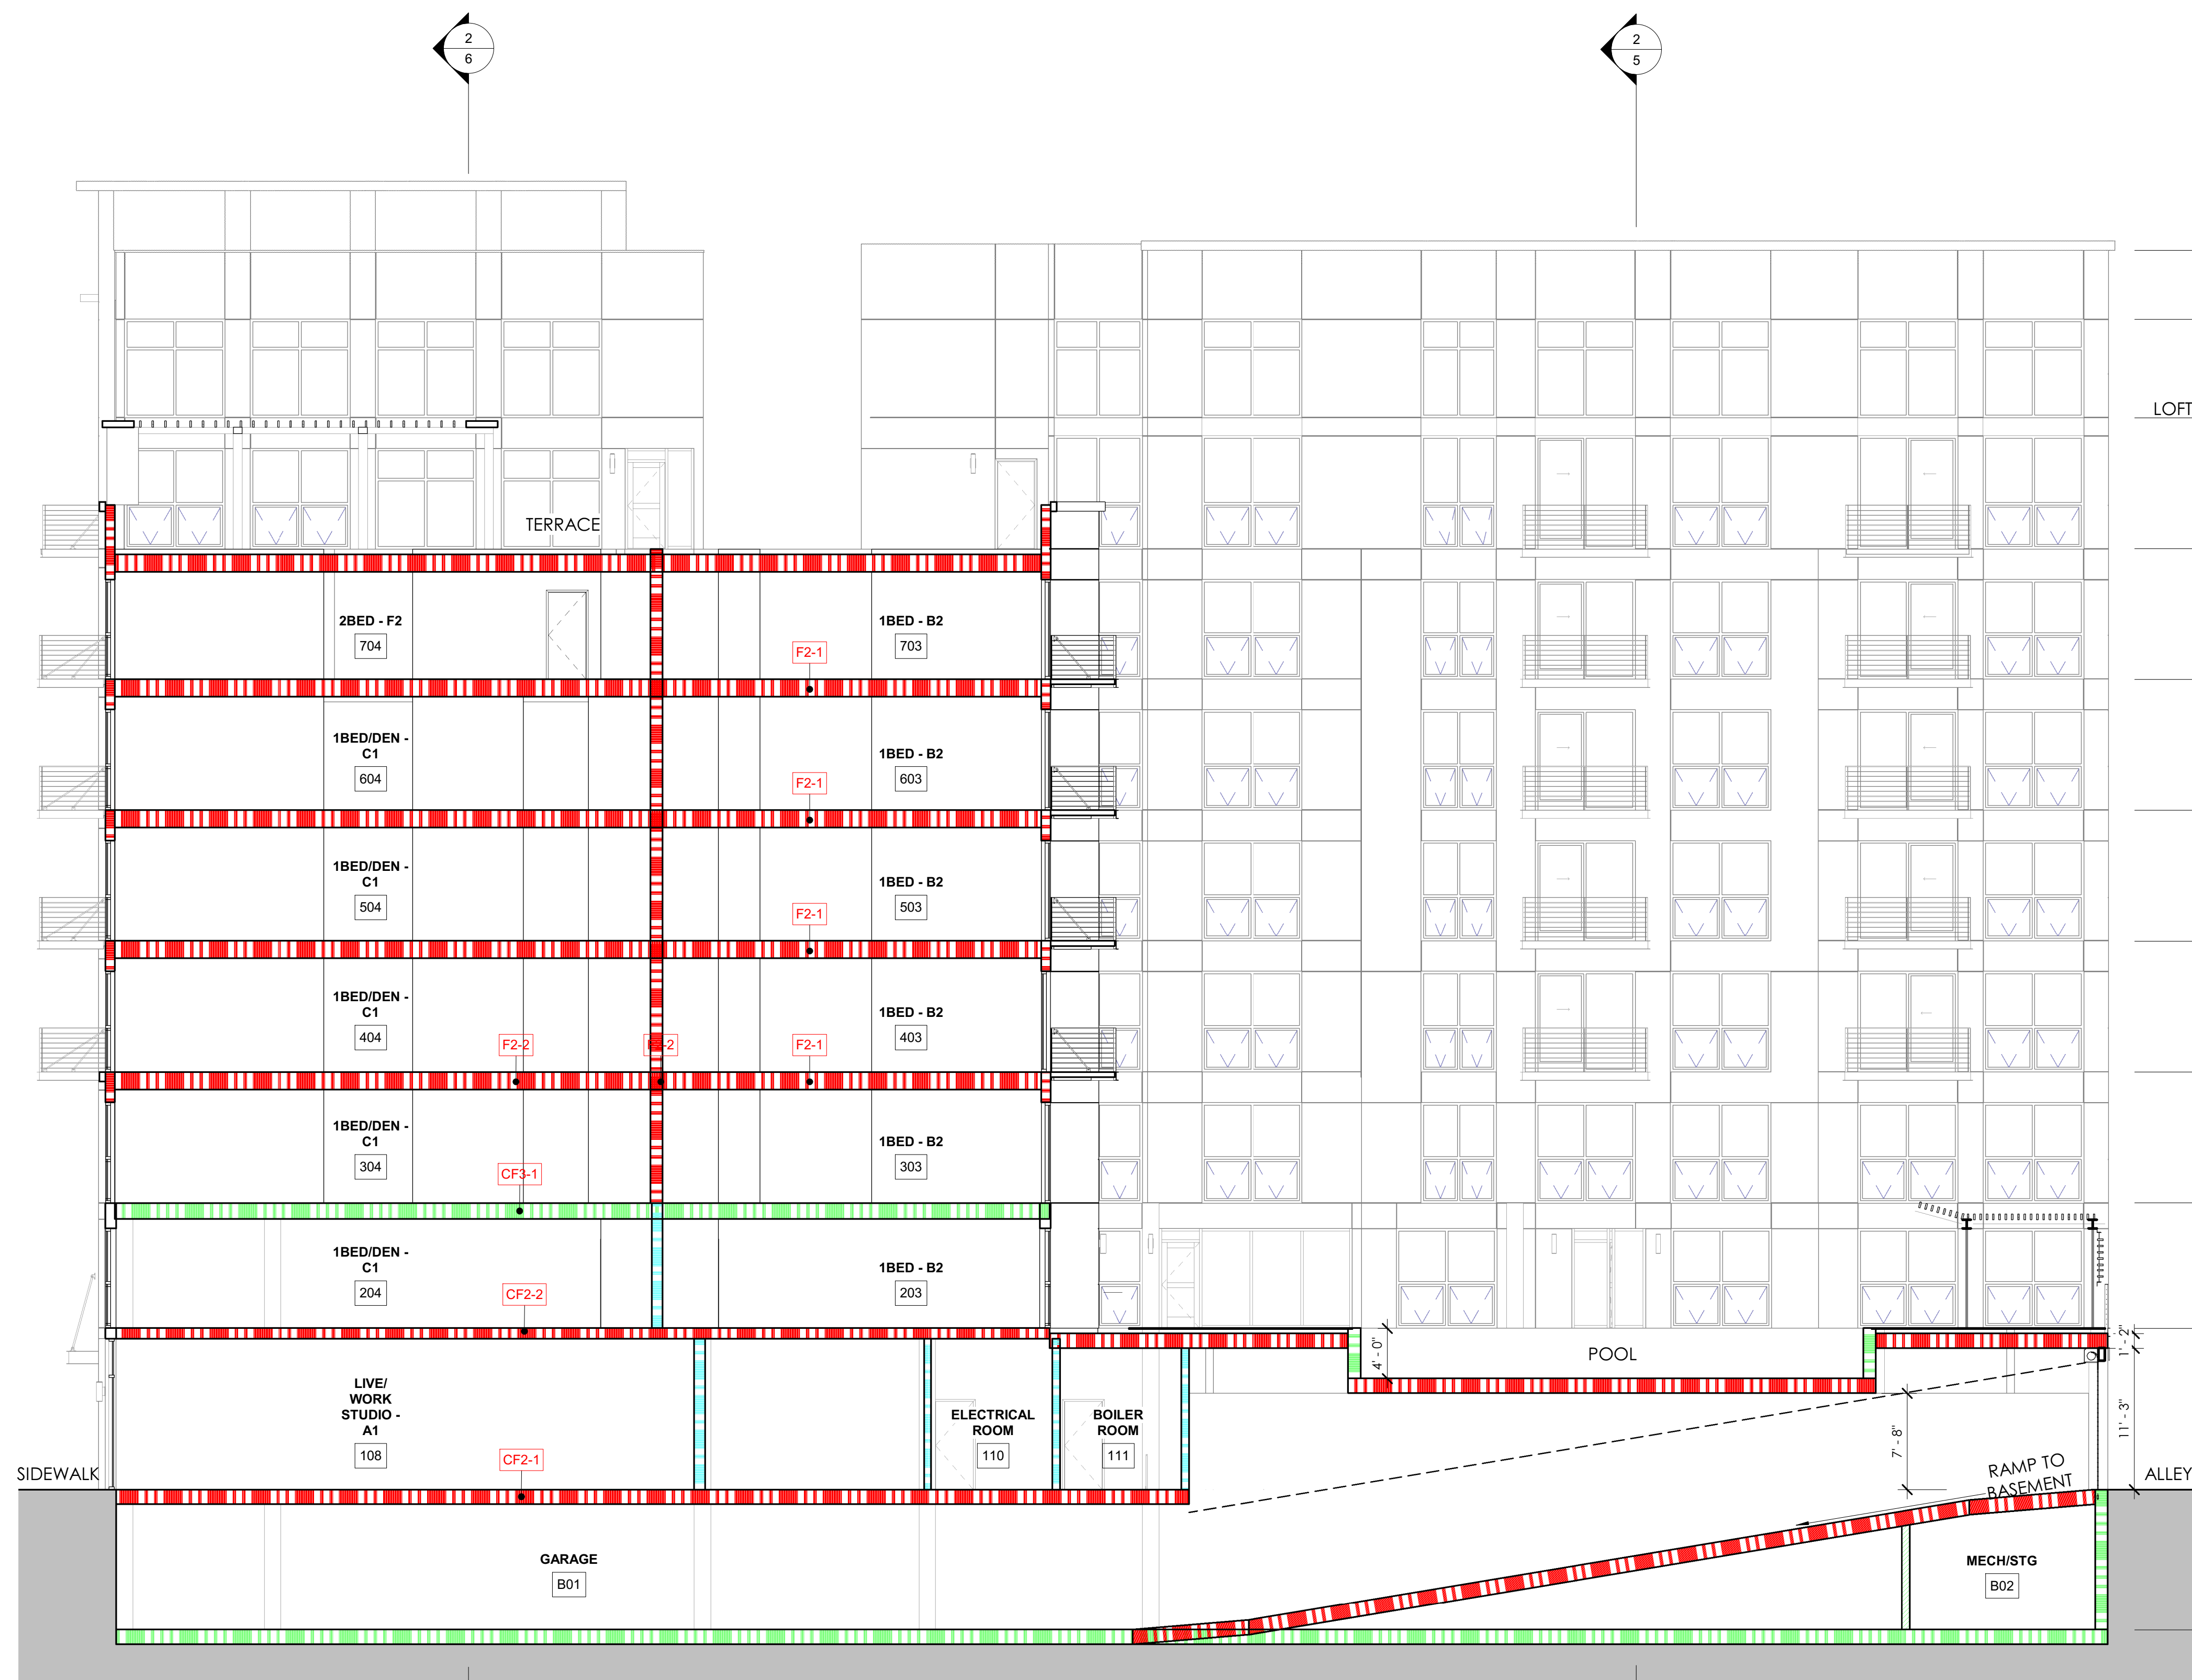 2
6
2
5
LOFT
TERRACE
2BED - F2
704
1BED - B2
703
F2-1
1BED/DEN -
C1
604
1BED - B2
603
F2-1
1BED/DEN -
C1
504
1BED - B2
503
F2-1
1BED/DEN -
C1
404
1BED - B2
403
F2-2
F2-1
1BED/DEN -
C1
304
1BED - B2
303
CF3-1
1BED/DEN -
C1
204
1BED - B2
203
CF2-2
4' - 0"
POOL
1' - 2"
LIVE/
WORK
STUDIO -
A1
108
ELECTRICAL
ROOM
110
BOILER
ROOM
111
7' - 8"
11' - 3"
CF2-1
SIDEWALK
RAMP TO
BASEMENT
ALLEY
GARAGE
B01
MECH/STG
B02